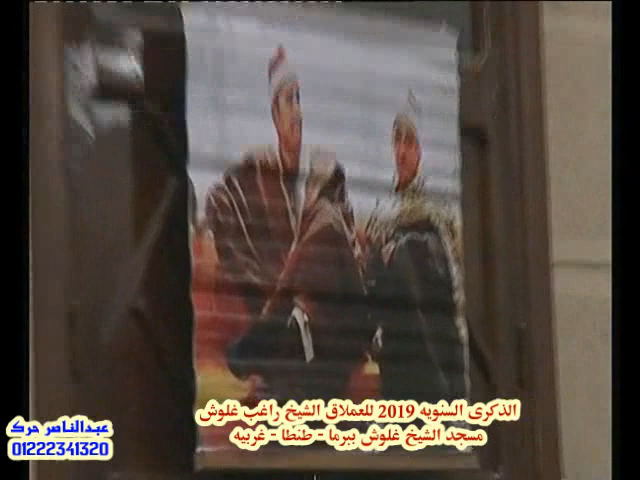 الذكرى السنويه 2019 للعملاق الشيخ راغب غلوش
مسجد الشيخ غلوش ببرما - طنطا - غربيه
عبدالناصر حرك
01222341320